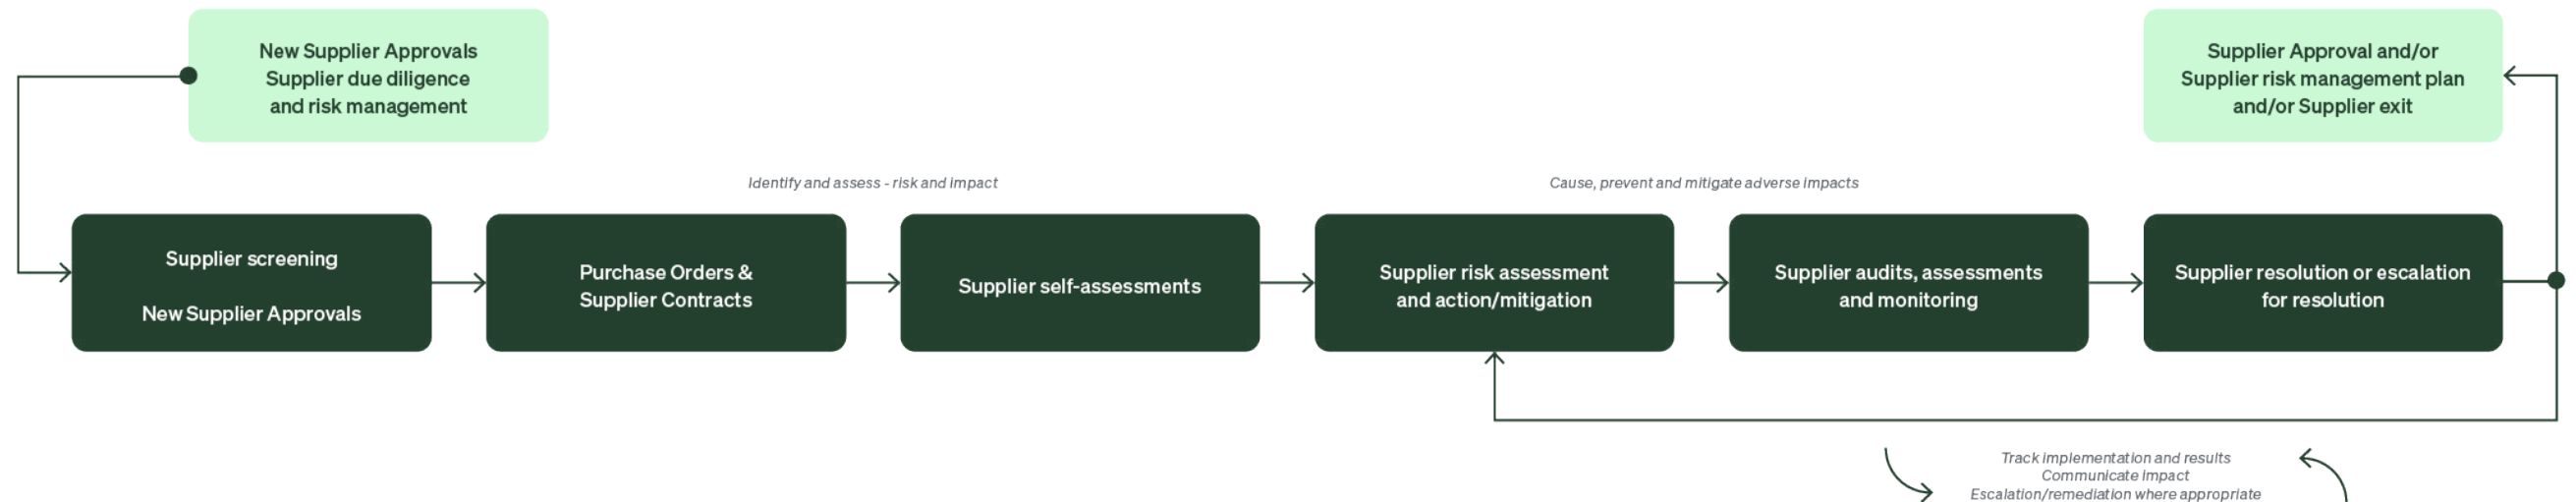 New Supplier Approvals
Supplier due diligence
and risk management
Supplier Approval and/or
Supplier risk management plan
and/or Supplier exit
Identify and assess - risk and impact
Cause, prevent and mitigate adverse impacts
Supplier screening
New Supplier Approvals
Purchase Orders &
Supplier Contracts
Supplier self-assessments
Supplier risk assessment
and action/mitigation
Supplier audits, assessments
and monitoring
Supplier resolution or escalation
for resolution
Track implementation and results
Communicate impact
Escalation/remediation where appropriate